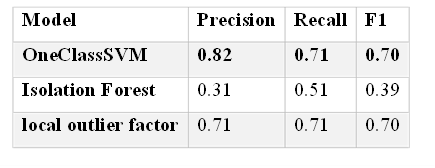 Model Precision Recall F1
OneClassSVM 0.82 0.71 0.70
Isolation Forest 0.31 0.51 0.39
local outlier factor 0.71 0.71 0.70